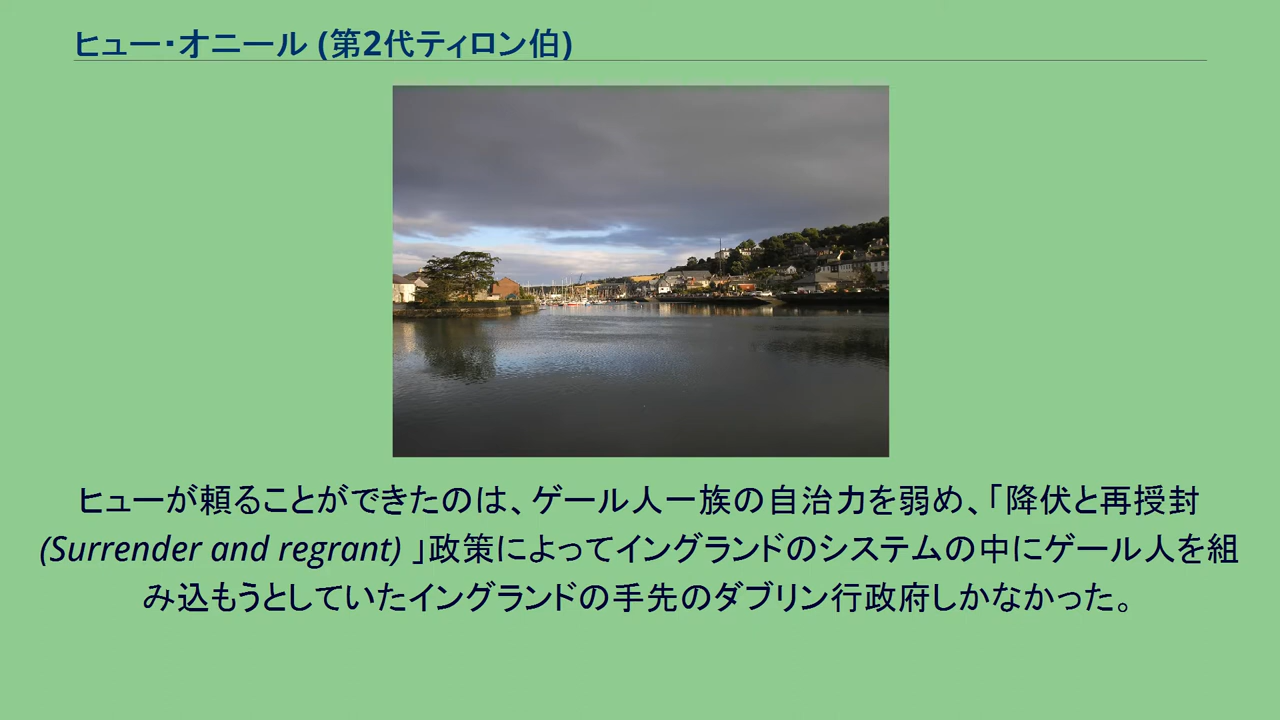 ヒュー・オニール (第2代ティロン伯)
ヒューが頼ることができたのは、ゲール人一族の自治力を弱め、「降伏と再授封
(Surrender and regrant) 」政策によってイングランドのシステムの中にゲール人を組
み込もうとしていたイングランドの手先のダブリン行政府しかなかった。